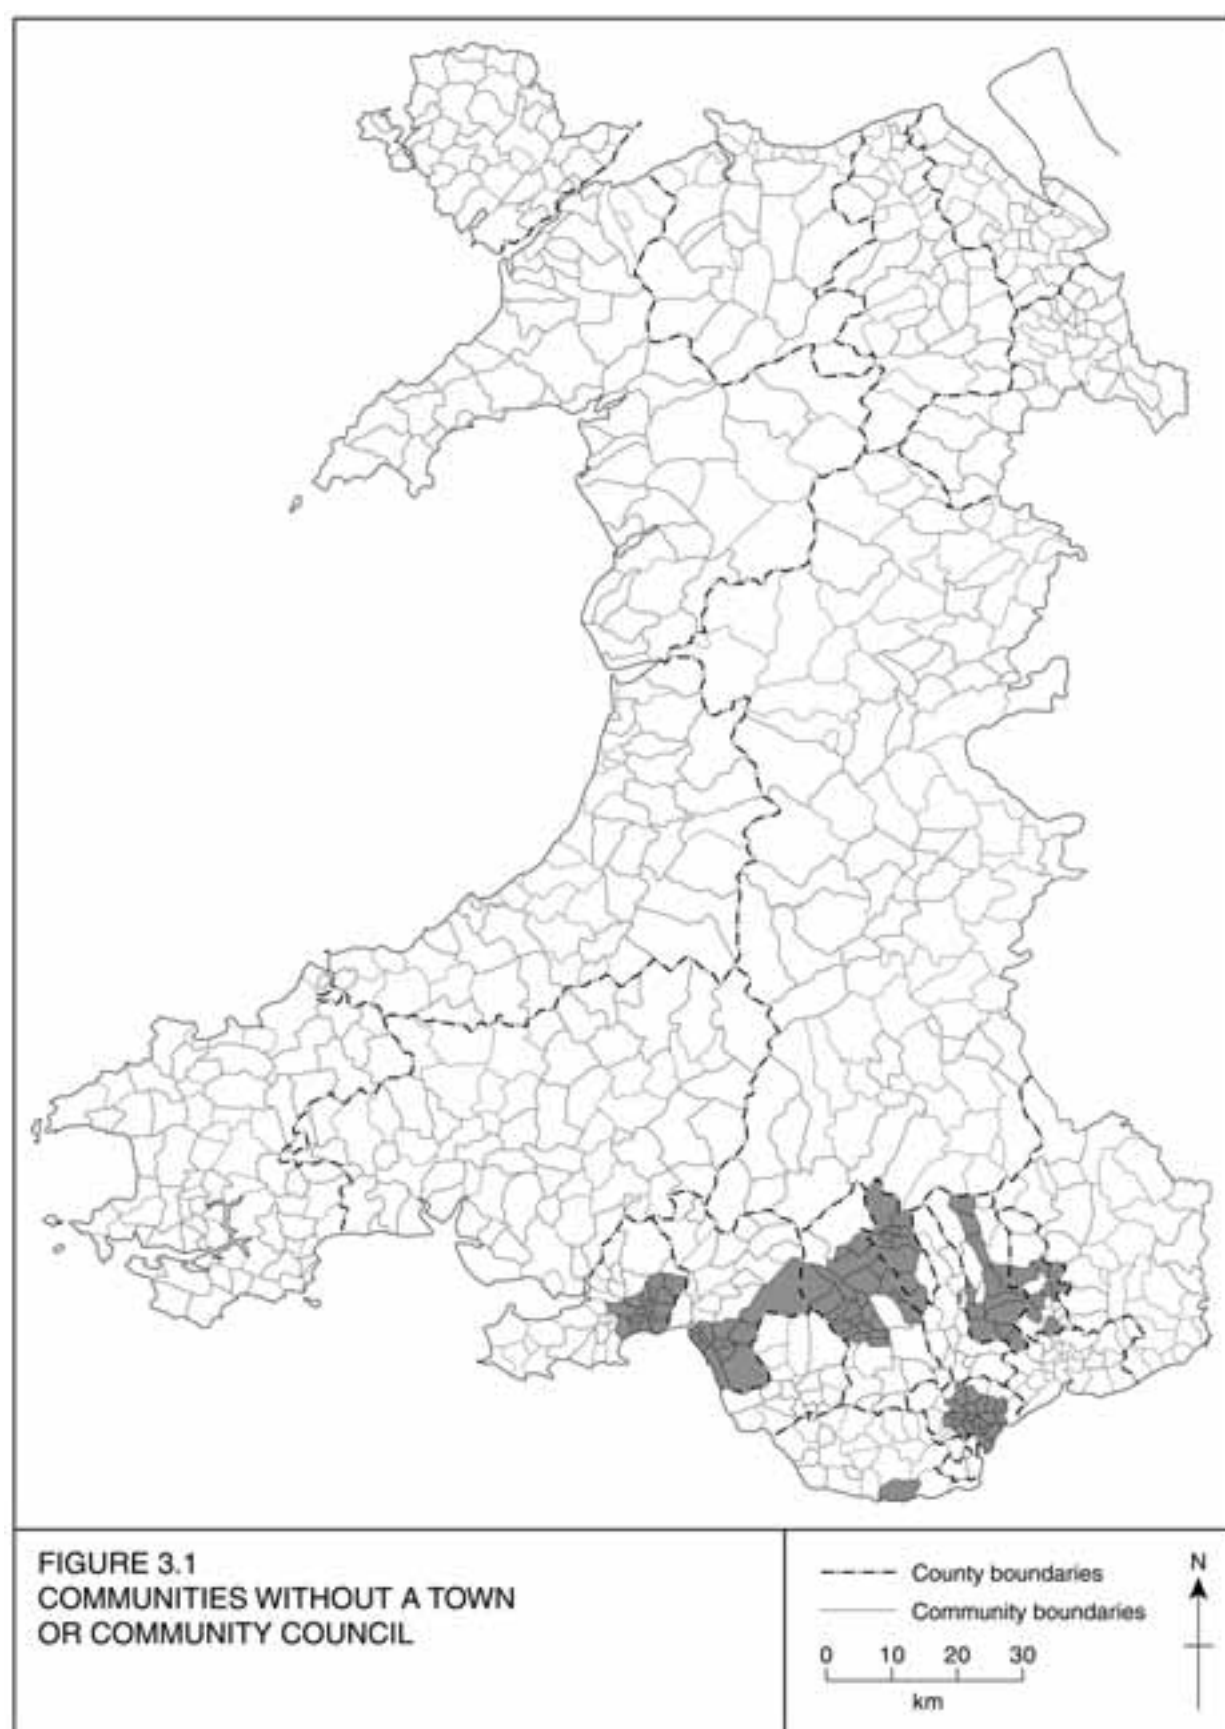 FIGURE 3.1
COMMUNITIES WITHOUT A TOWN
OR COMMUNITY COUNCIL
County boundaries
Community boundaries
0 10 20 30
km
N